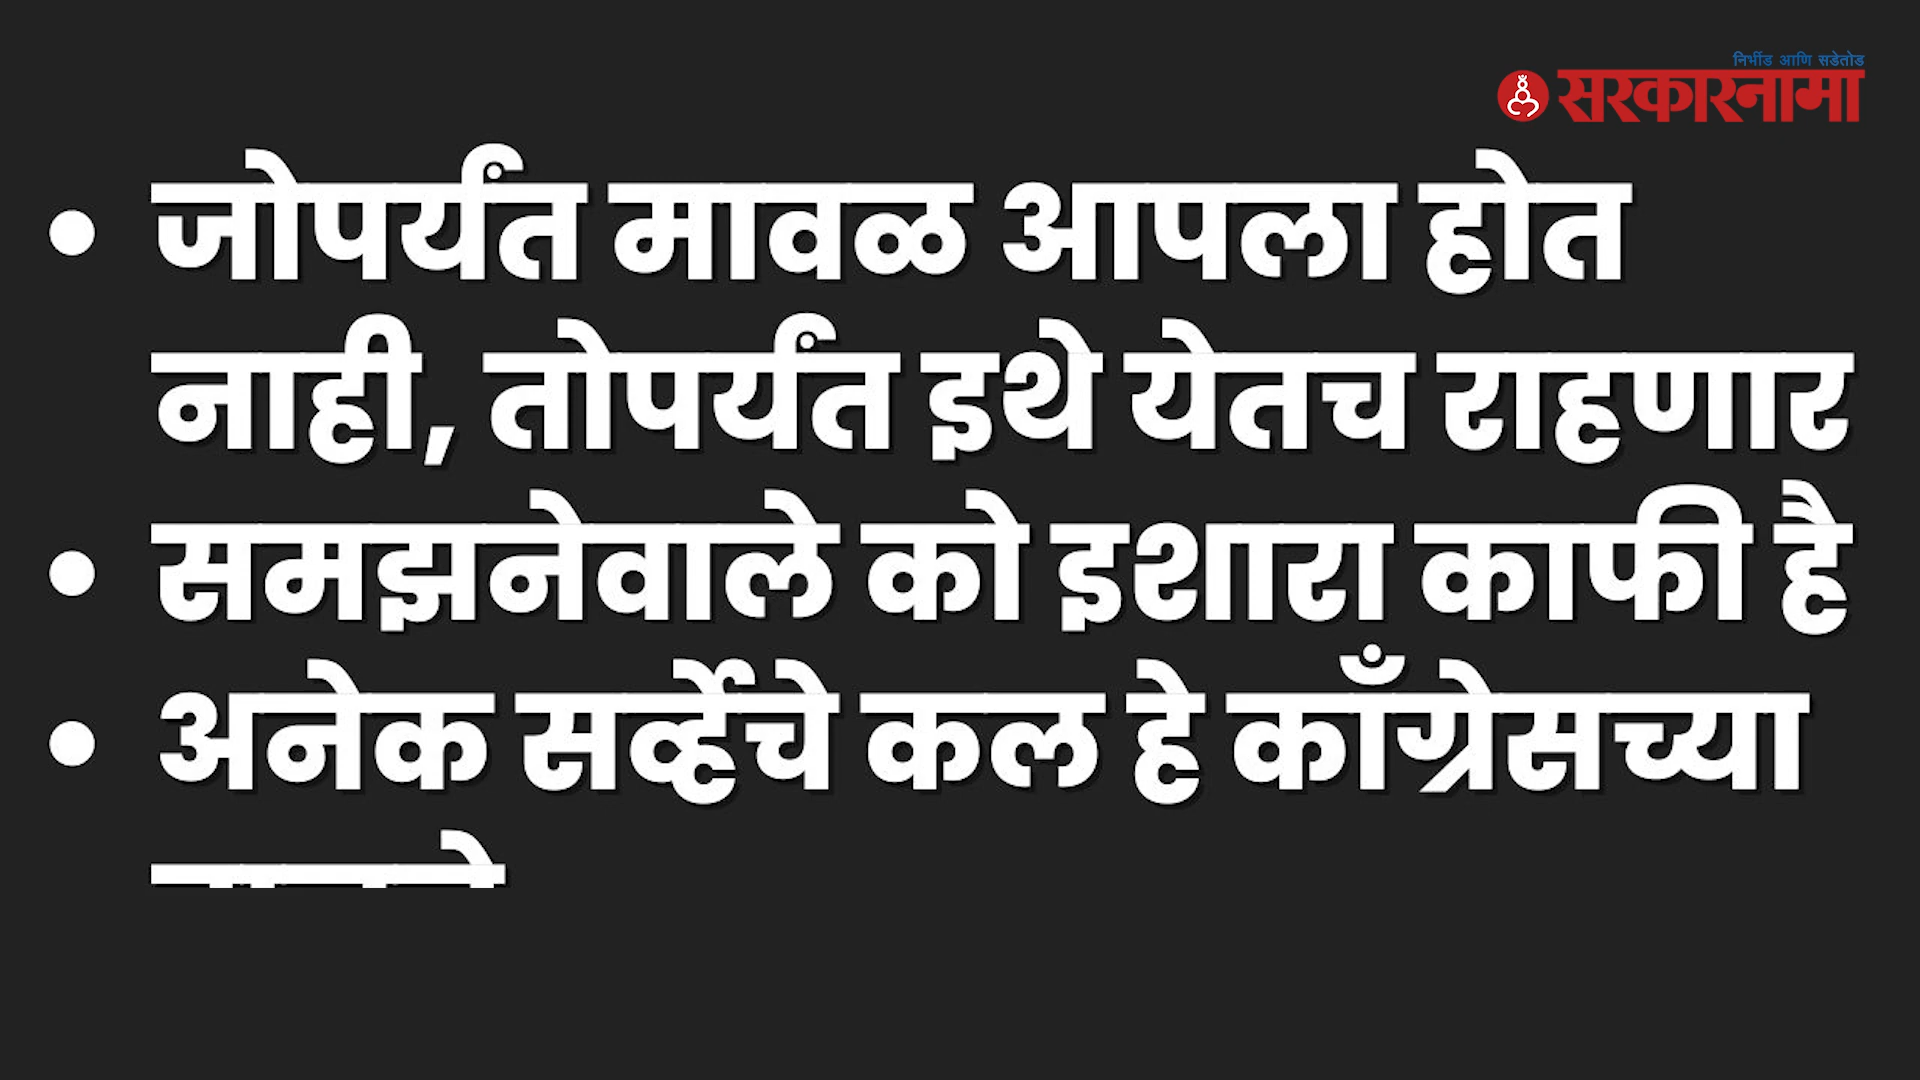 निर्भीड आणि सडेतोड
सरकारनामा
• जोपर्यंत मावळ आपला होत
नाही, तोपर्यंत इथे येतच राहणार
• समझनेवाले को इशारा काफी है
• अनेक सर्व्हेचे कल हे काँग्रेसच्या